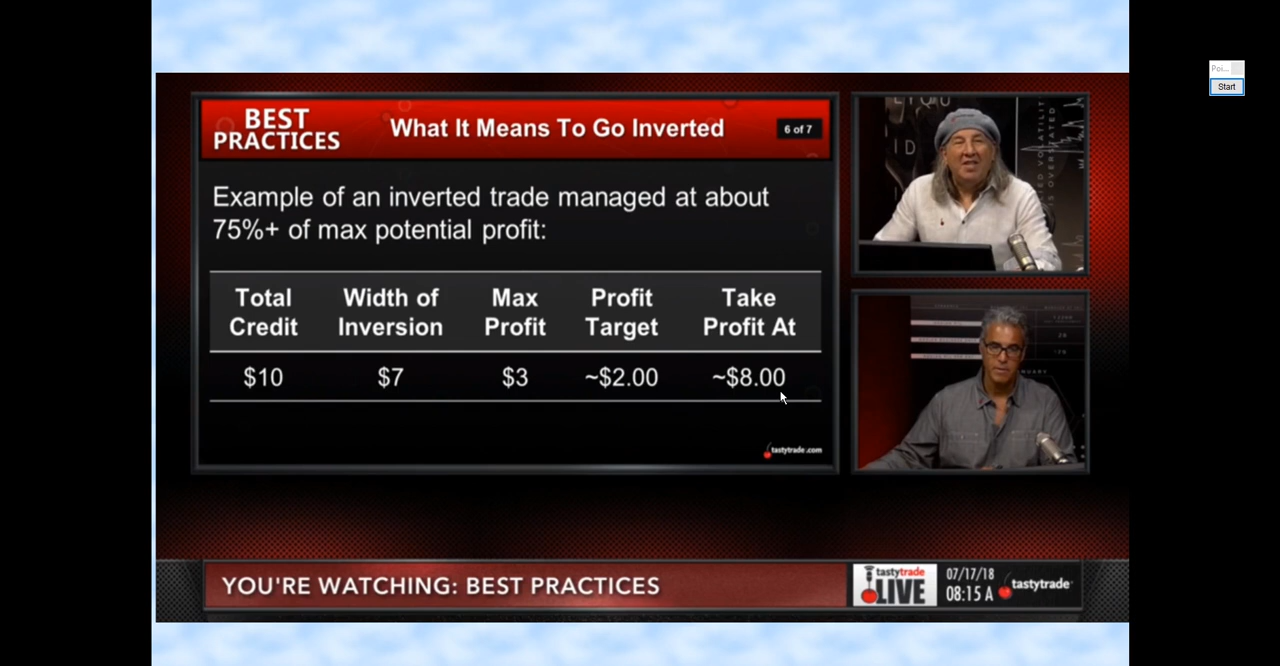 BEST
PRACTICES
What It Means To Go Inverted
6 of 7
Example of an inverted trade managed at about
75%+ of max potential profit:
Total Credit
Width of Inversion
Max Profit
Profit Target
Take Profit At
$10
$7
$3
~$2.00
~$8.00
tastytrade.com
YOU'RE WATCHING: BEST PRACTICES
tastytrade
LIVE
07/17/18
08:15 A
tastytrade
Poi...
Start